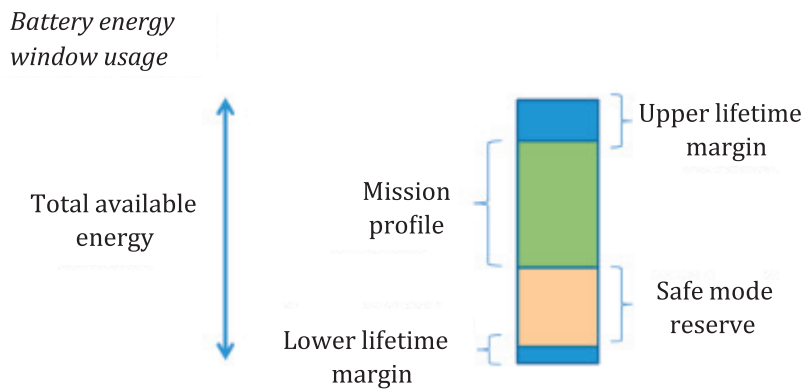 Battery energy
window usage
Upper lifetime
margin
Mission
profile
Total available
energy
Safe mode
reserve
Lower lifetime
margin